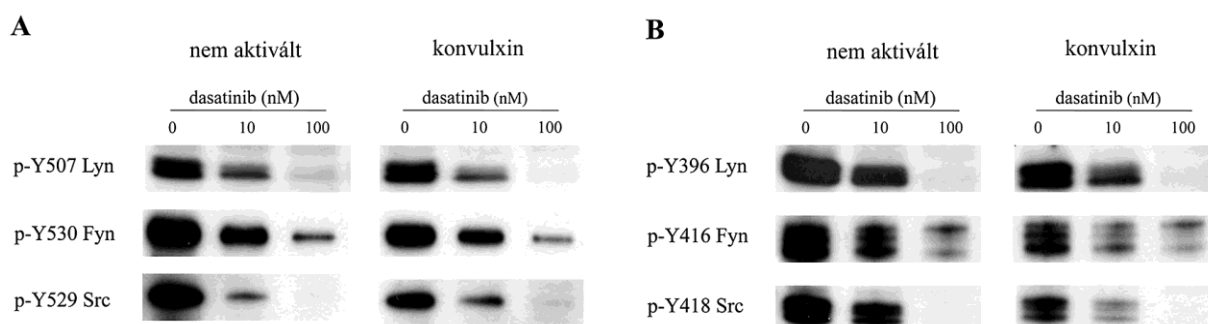 A
nem aktivált
konvulxin
dasatinib (nM)
dasatinib (nM)
0 10 100
0 10 100
p-Y507 Lyn
p-Y530 Fyn
p-Y529 Src
B
nem aktivált
konvulxin
dasatinib (nM)
dasatinib (nM)
0 10 100
0 10 100
p-Y396 Lyn
p-Y416 Fyn
p-Y418 Src